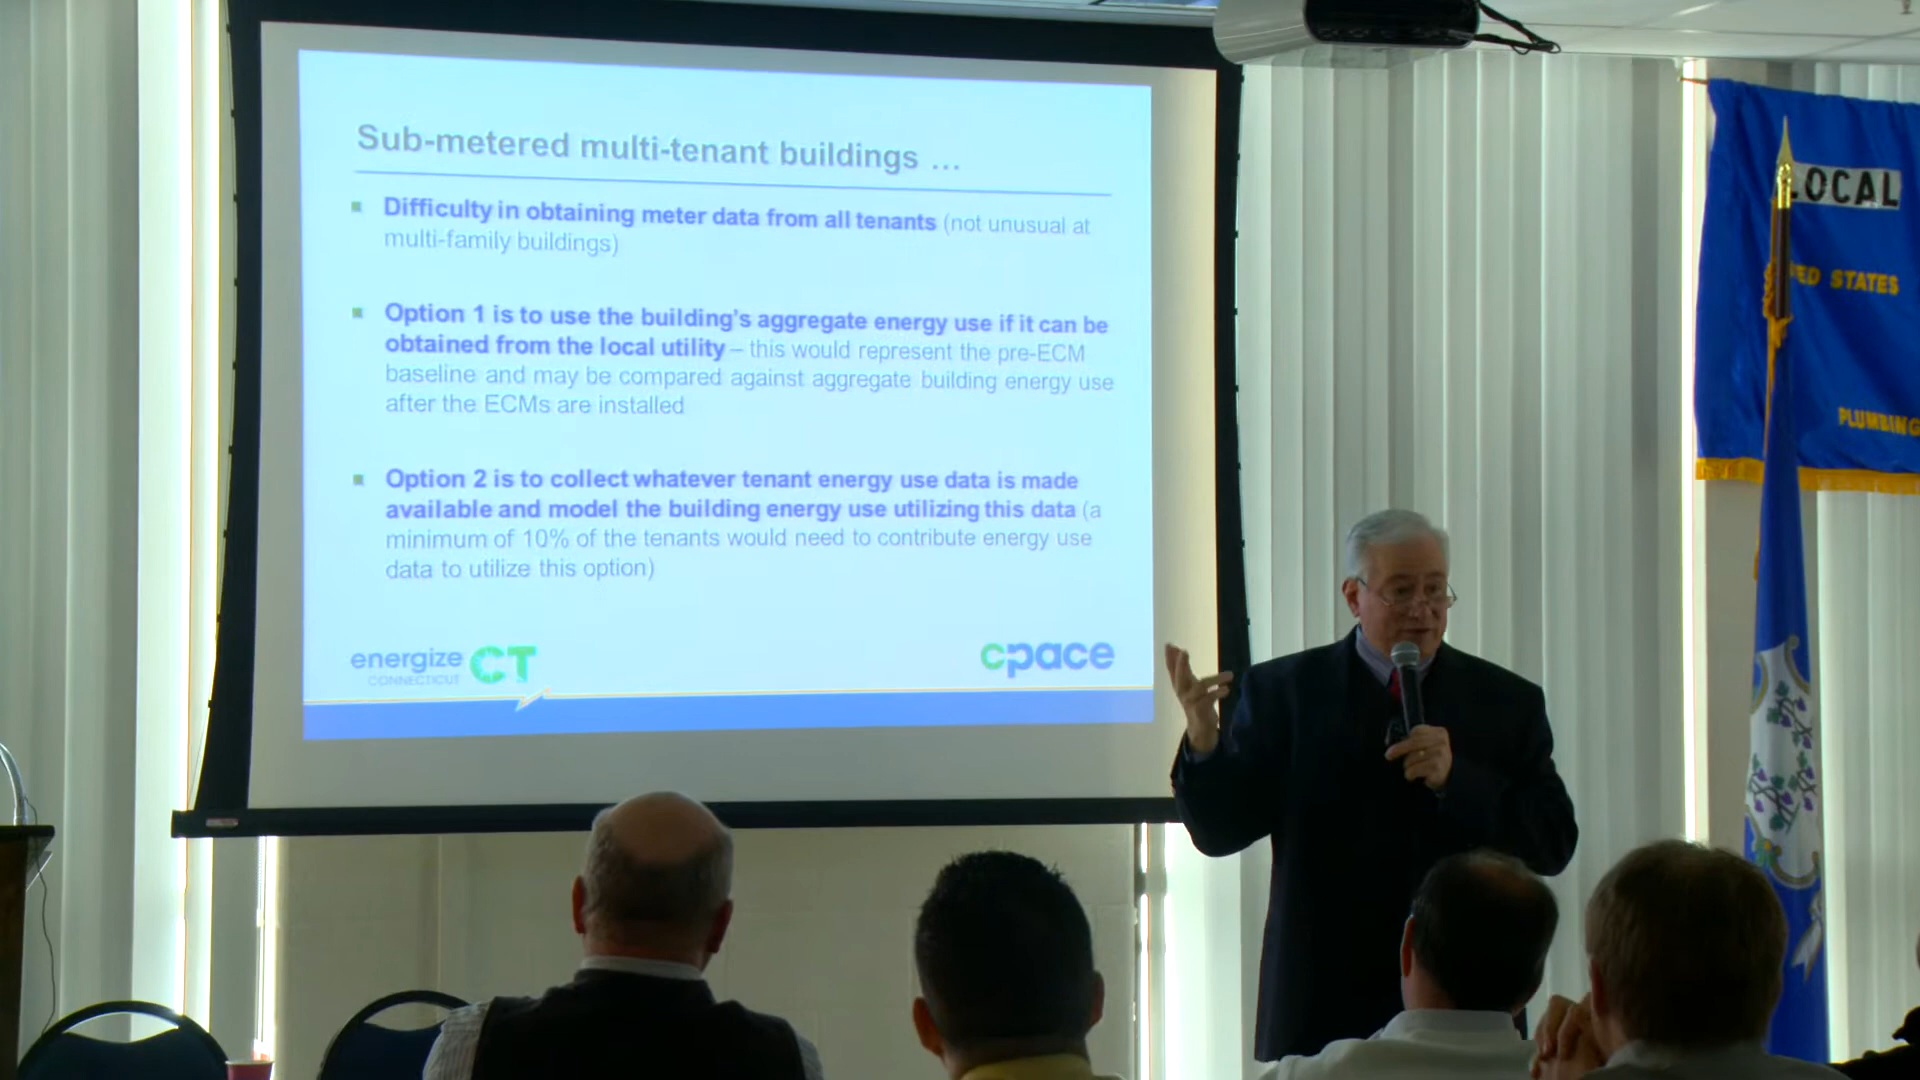 Sub-metered multi-tenant buildings …
Difficulty in obtaining meter data from all tenants (not unusual at
multi-family buildings)
Option 1 is to use the building's aggregate energy use if it can be
obtained from the local utility – this would represent the pre-ECM
baseline and may be compared against aggregate building energy use
after the ECMs are installed
Option 2 is to collect whatever tenant energy use data is made
available and model the building energy use utilizing this data (a
minimum of 10% of the tenants would need to contribute energy use
data to utilize this option)
energize CT
CONNECTICUT
cpace
LOCAL
STATES
PLUMBING